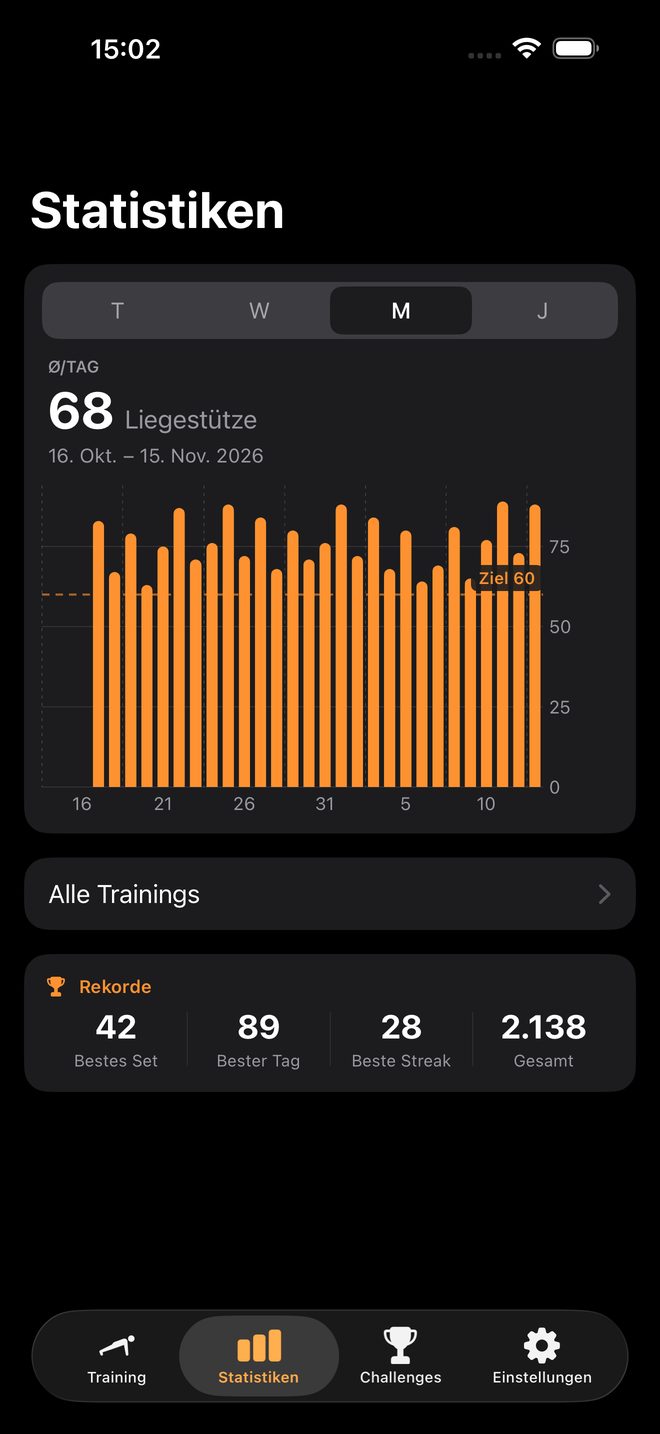 15:02
Statistiken
T W M J
Ø/TAG
68 Liegestütze
16. Okt. – 15. Nov. 2026
75
Ziel 60
50
25
0
16 21 26 31 5 10
Alle Trainings
Rekorde
42 89 28 2.138
Bestes Set Bester Tag Beste Streak Gesamt
Training Statistiken Challenges Einstellungen